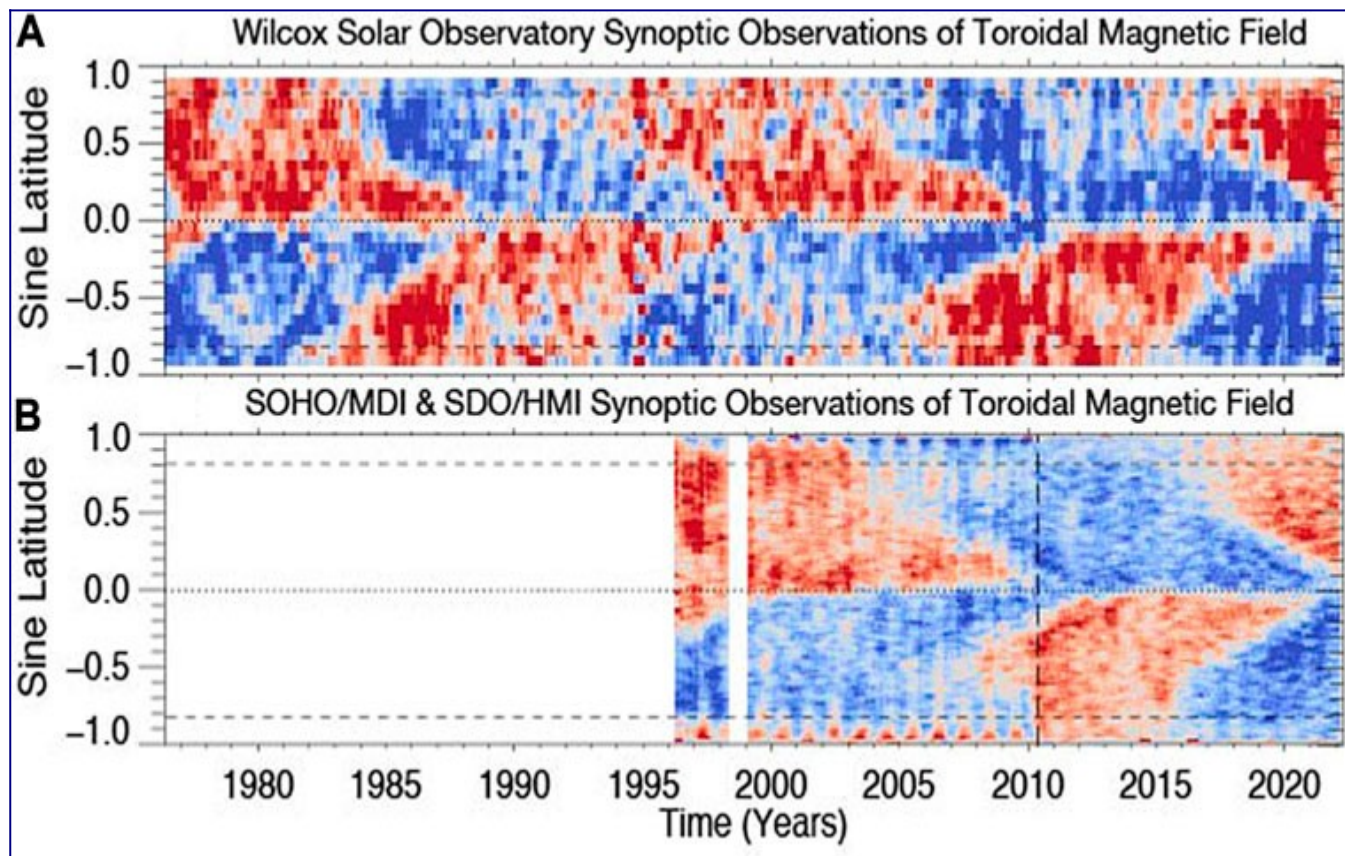 A
Wilcox Solar Observatory Synoptic Observations of Toroidal Magnetic Field
Sine Latitude
1.0
0.5
0.0
−0.5
−1.0
B
SOHO/MDI & SDO/HMI Synoptic Observations of Toroidal Magnetic Field
Sine Latitude
1.0
0.5
0.0
−0.5
−1.0
1980 1985 1990 1995 2000 2005 2010 2015 2020
Time (Years)